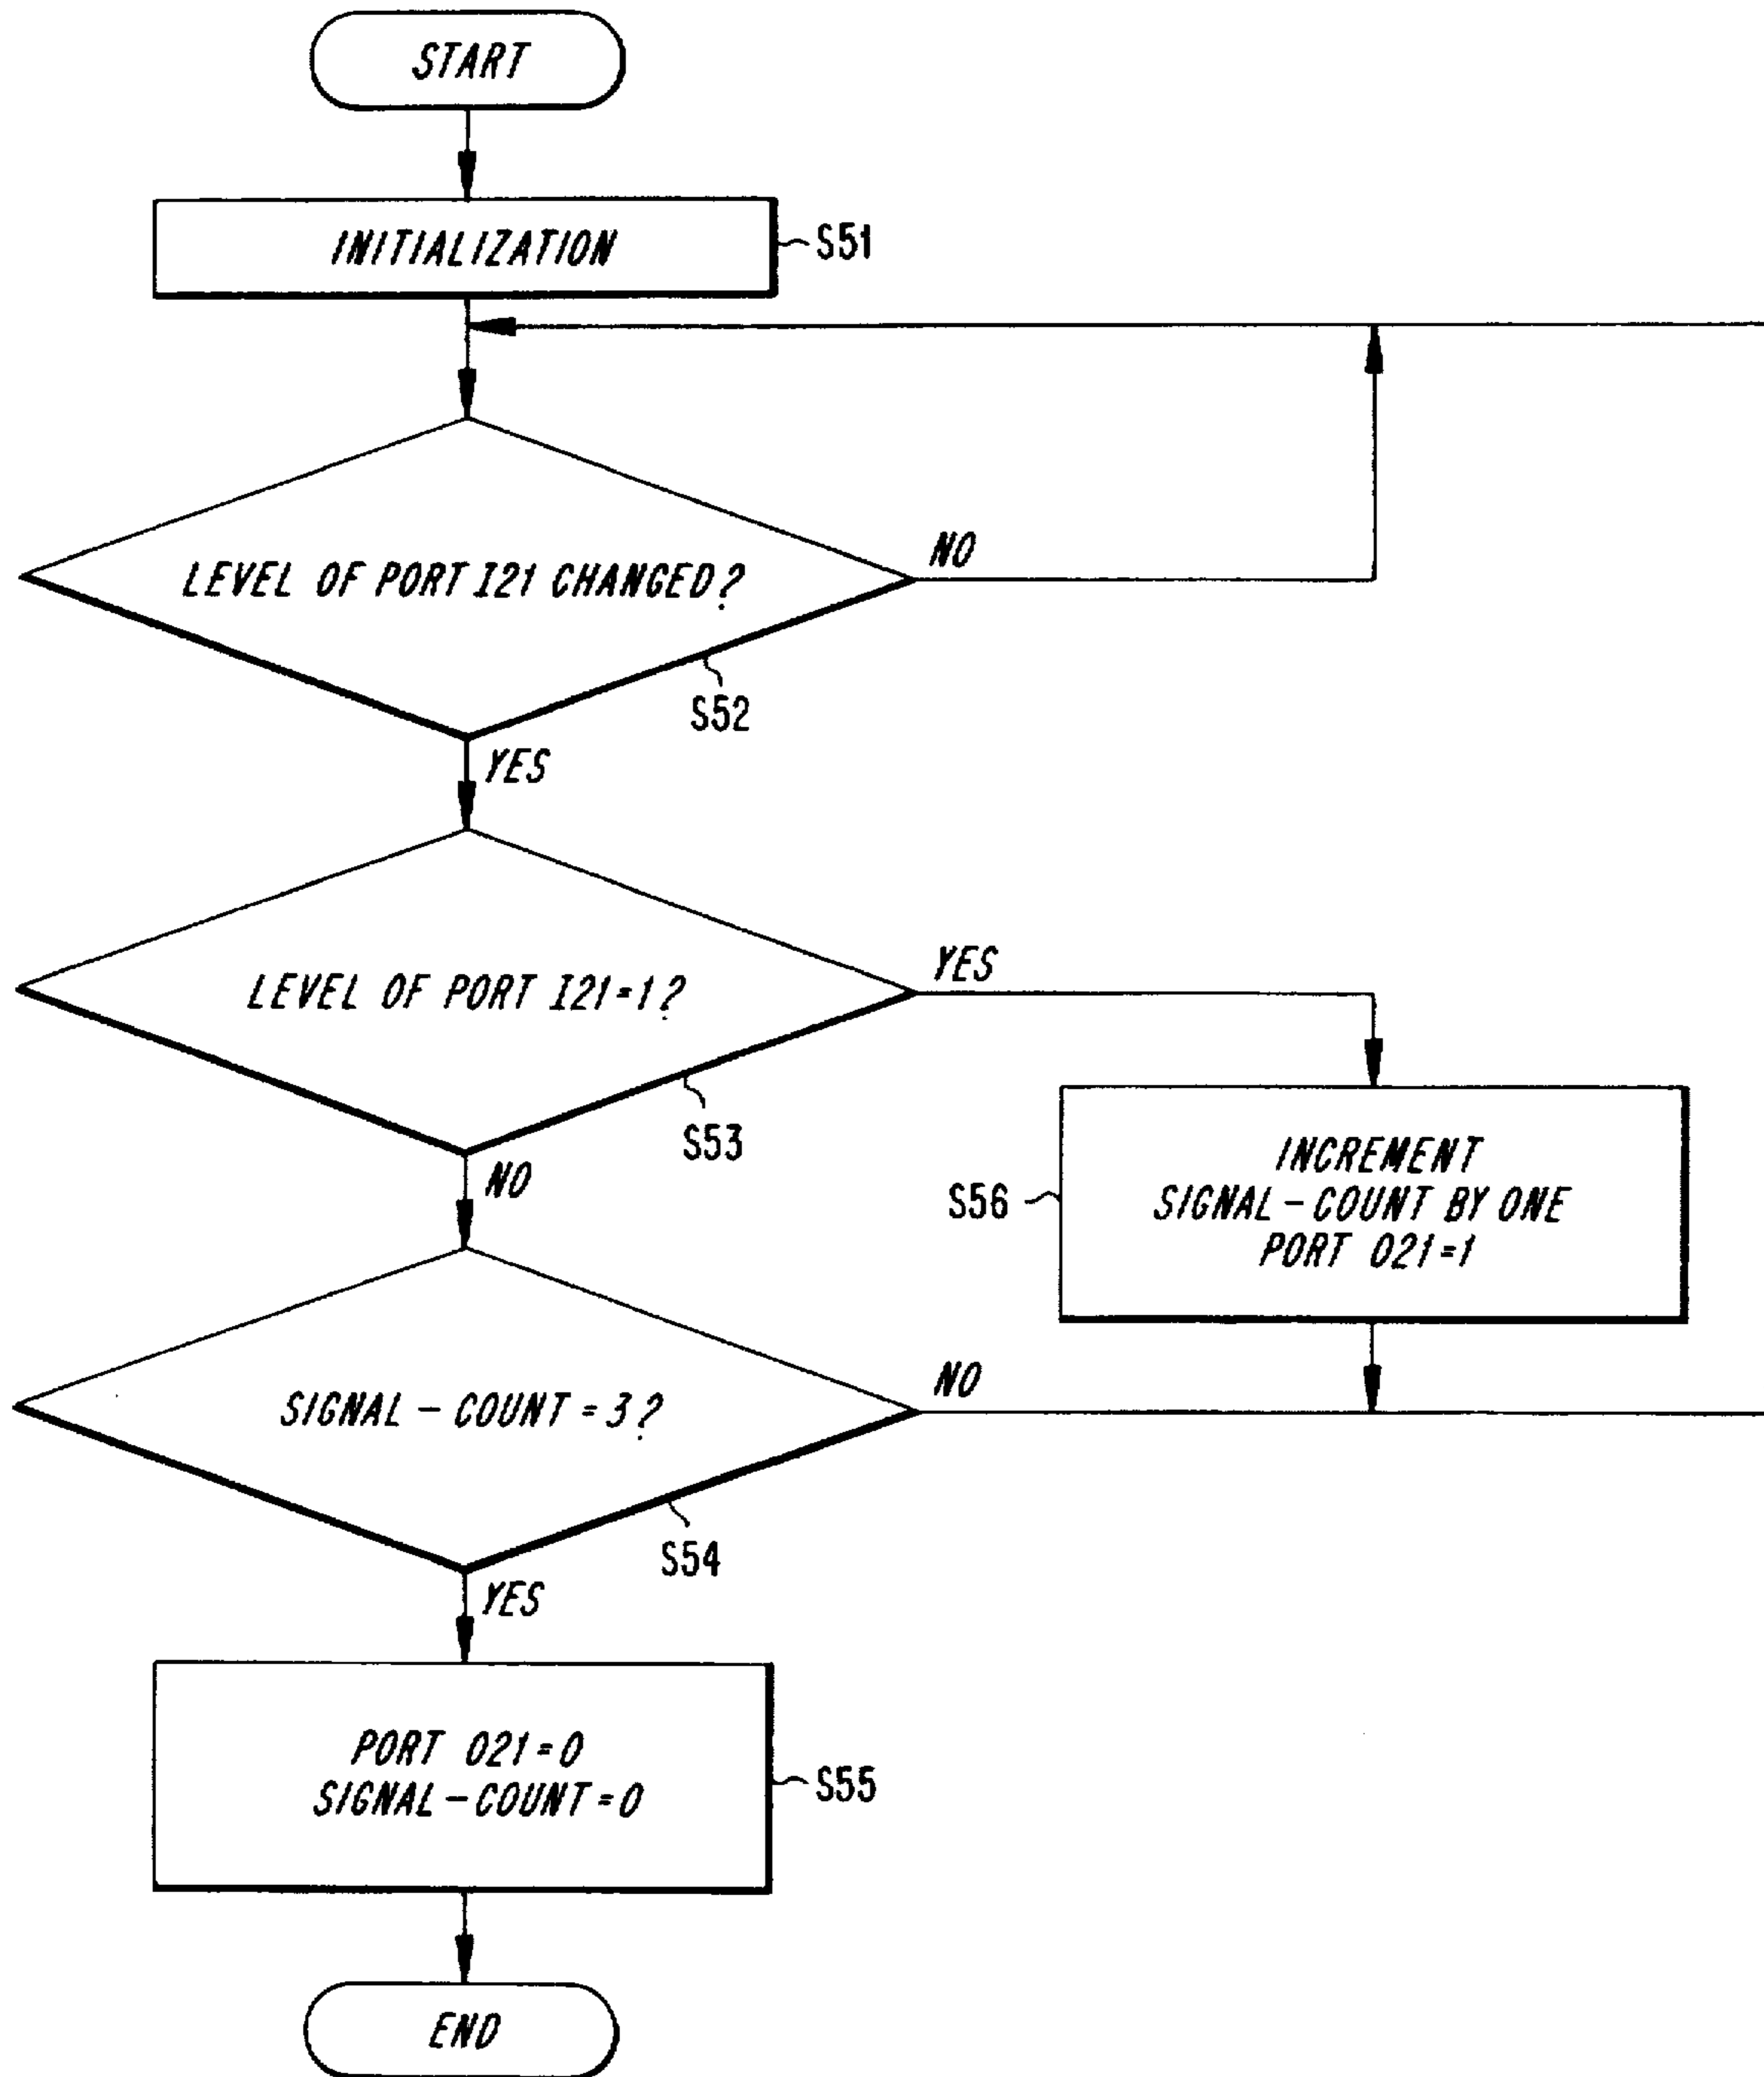 START
INITIALIZATION
S51
LEVEL OF PORT I21 CHANGED?
NO
S52
YES
LEVEL OF PORT I21=1?
YES
S53
NO
INCREMENT
SIGNAL-COUNT BY ONE
PORT O21=1
S56
SIGNAL-COUNT=3?
NO
S54
YES
PORT O21=0
SIGNAL-COUNT=0
S55
END